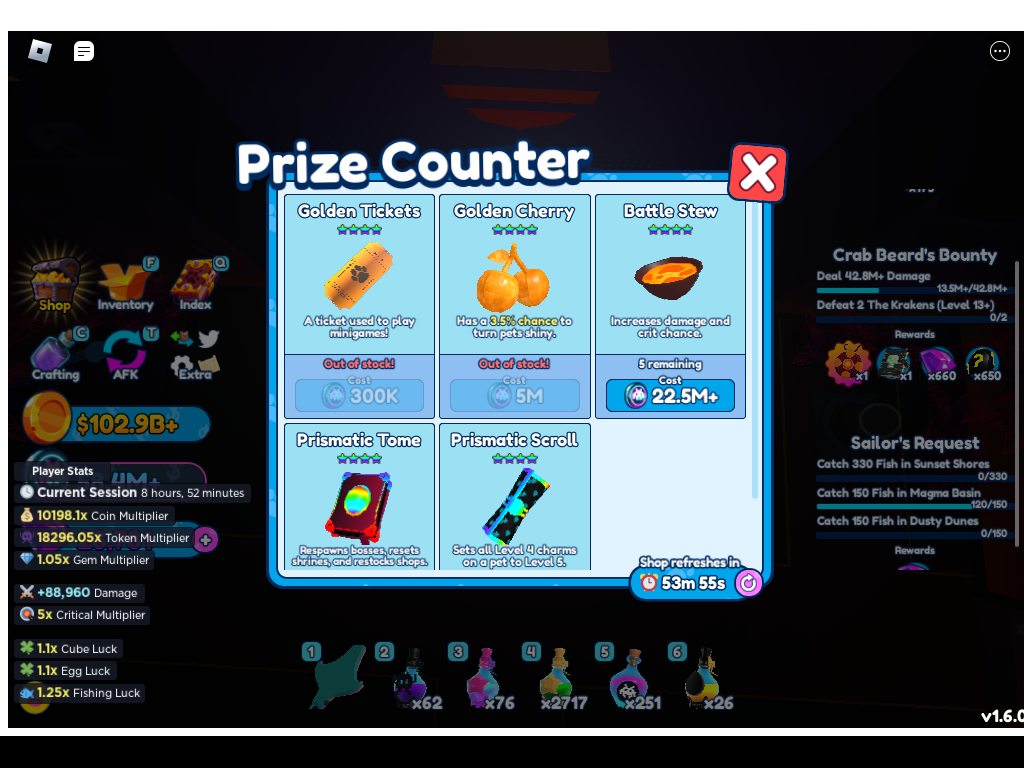 Prize Counter
Golden Tickets
A ticket used to play
minigames!
Out of stock!
Cost
300K
Golden Cherry
Has a 3.5% chance to
turn pets shiny.
Out of stock!
Cost
5M
Battle Stew
Increases damage and
crit chance.
5 remaining
Cost
22.5M+
Prismatic Tome
Respawns bosses, resets
shrines, and restocks shops.
Prismatic Scroll
Sets all Level 4 charms
on a pet to Level 5.
Shop refreshes in
53m 55s
Shop
F
Inventory
Q
Index
C
Crafting
T
AFK
Extra
$102.9B+
Player Stats
Current Session 8 hours, 52 minutes
10198.1x Coin Multiplier
18296.05x Token Multiplier
1.05x Gem Multiplier
+88,960 Damage
5x Critical Multiplier
1.1x Cube Luck
1.1x Egg Luck
1.25x Fishing Luck
Crab Beard's Bounty
Deal 42.8M+ Damage
13.5M+/42.8M+
Defeat 2 The Krakens (Level 13+)
0/2
Rewards
x1
x1
x660
x650
Sailor's Request
Catch 330 Fish in Sunset Shores
0/330
Catch 150 Fish in Magma Basin
120/150
Catch 150 Fish in Dusty Dunes
0/150
Rewards
1
2
x62
3
x76
4
x2717
5
x251
6
x26
v1.6.0